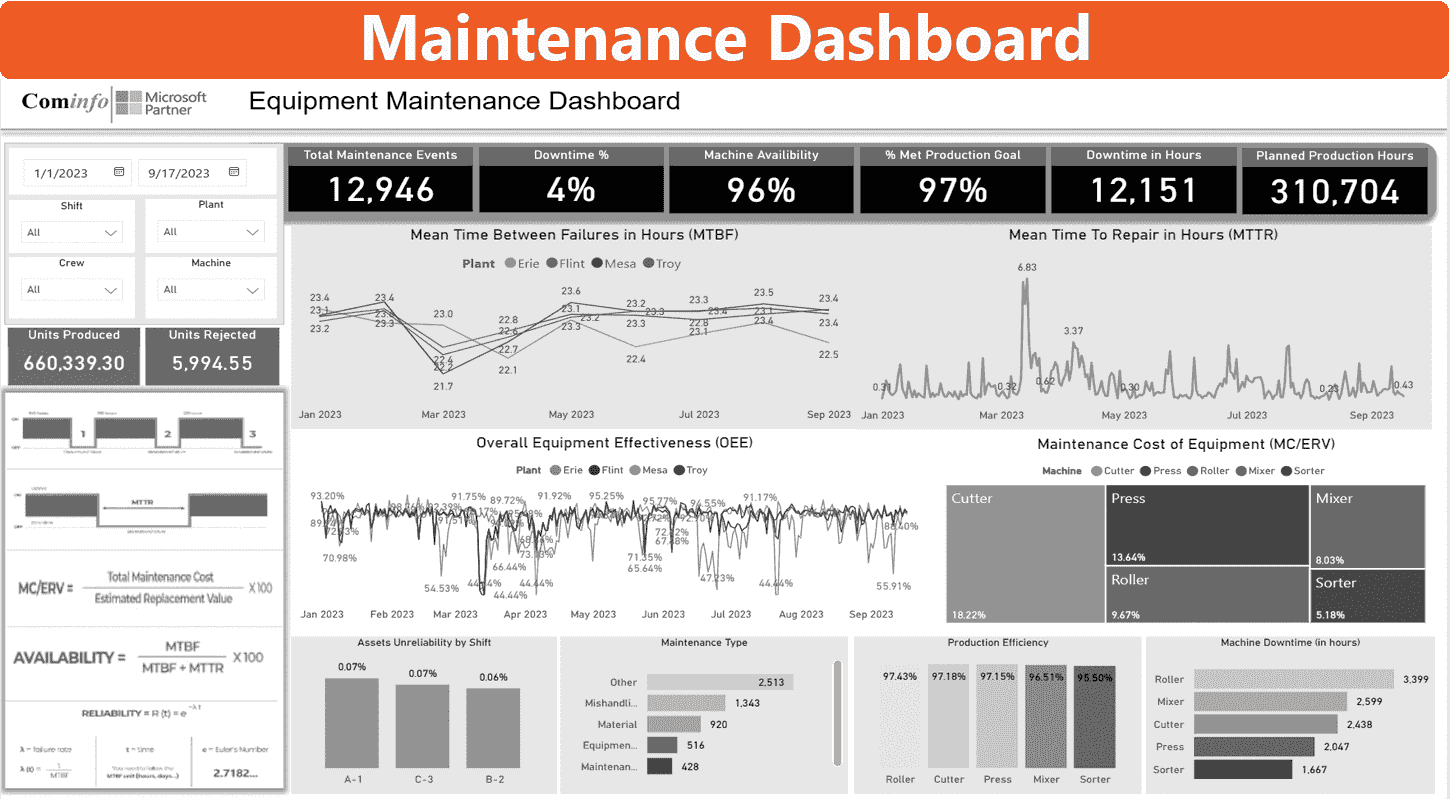 Maintenance Dashboard
Cominfo Microsoft Partner
Equipment Maintenance Dashboard
1/1/2023 9/17/2023
Shift Plant
All All
Crew Machine
All All
Units Produced Units Rejected
660,339.30 5,994.55
Total Maintenance Events Downtime % Machine Availibility % Met Production Goal Downtime in Hours Planned Production Hours
12,946 4% 96% 97% 12,151 310,704
Mean Time Between Failures in Hours (MTBF)
Plant Erie Flint Mesa Troy
23.4 23.1 23.2 23.4 23.3 23.0 22.4 22.2 21.7 22.8 22.6 22.7 22.1 23.6 23.1 23.3 23.2 23.2 23.3 23.3 22.4 23.3 23.4 22.8 23.1 23.5 23.1 23.4 23.4 23.4 22.5
Jan 2023 Mar 2023 May 2023 Jul 2023 Sep 2023
Mean Time To Repair in Hours (MTTR)
6.83
3.37
0.31 0.32 0.62 0.30 0.23 0.43
Jan 2023 Mar 2023 May 2023 Jul 2023 Sep 2023
1 2 3
MTTR
MC/ERV = Total Maintenance Cost
Estimated Replacement Value X100
AVAILABILITY = MTBF
MTBF + MTTR X100
RELIABILITY = R (t) = e -λt
λ = failure rate t = time e = Euler's Number
λ (t) = 1
MTBF
2.7182...
Overall Equipment Effectiveness (OEE)
Plant Erie Flint Mesa Troy
93.20% 91.75% 89.72% 91.92% 95.25% 95.77% 94.55% 91.17%
70.98% 54.53% 66.44% 44.44% 44.44% 71.35% 65.64% 47.23% 44.44% 55.91%
Jan 2023 Feb 2023 Mar 2023 Apr 2023 May 2023 Jun 2023 Jul 2023 Aug 2023 Sep 2023
Maintenance Cost of Equipment (MC/ERV)
Machine Cutter Press Roller Mixer Sorter
Cutter
18.22%
Press
13.64%
Roller
9.67%
Mixer
8.03%
Sorter
5.18%
Assets Unreliability by Shift
0.07% 0.07% 0.06%
A-1 C-3 B-2
Maintenance Type
Other 2,513
Mishandli... 1,343
Material 920
Equipmen... 516
Maintenan... 428
Production Efficiency
97.43% 97.18% 97.15% 96.51% 95.50%
Roller Cutter Press Mixer Sorter
Machine Downtime (in hours)
Roller 3,399
Mixer 2,599
Cutter 2,438
Press 2,047
Sorter 1,667